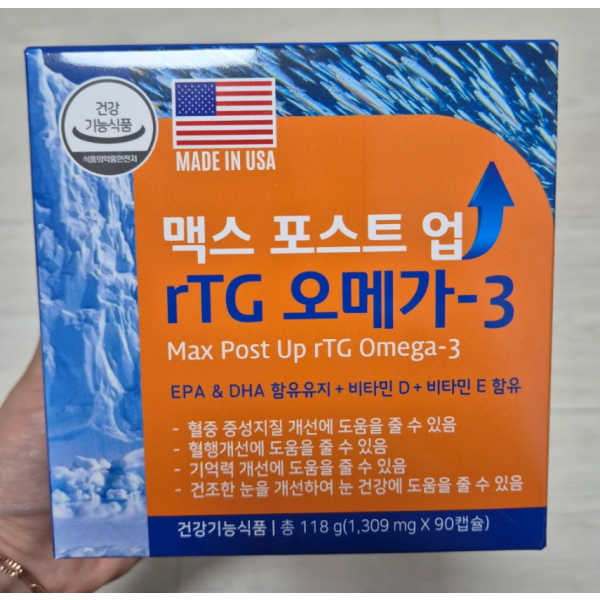 건강
기능식품
식품의약품안전처
MADE IN USA
맥스 포스트 업
rTG 오메가-3
Max Post Up rTG Omega-3
EPA & DHA 함유유지 + 비타민 D + 비타민 E 함유
- 혈중 중성지질 개선에 도움을 줄 수 있음
- 혈행개선에 도움을 줄 수 있음
- 기억력 개선에 도움을 줄 수 있음
- 건조한 눈을 개선하여 눈 건강에 도움을 줄 수 있음
건강기능식품 | 총 118 g(1,309 mg X 90캡슐)